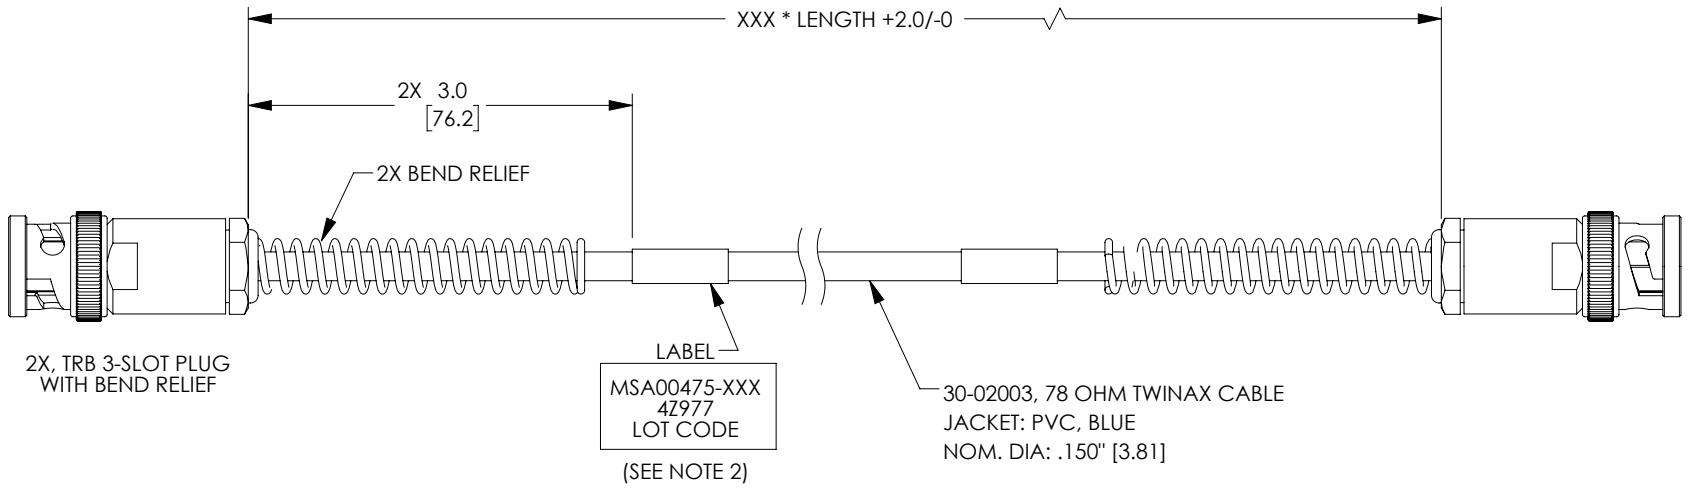 XXX * LENGTH +2.0/-0
2X 3.0
[76.2]
2X BEND RELIEF
2X, TRB 3-SLOT PLUG
WITH BEND RELIEF
LABEL
MSA00475-XXX
4Z977
LOT CODE
(SEE NOTE 2)
30-02003, 78 OHM TWINAX CABLE
JACKET: PVC, BLUE
NOM. DIA: .150" [3.81]